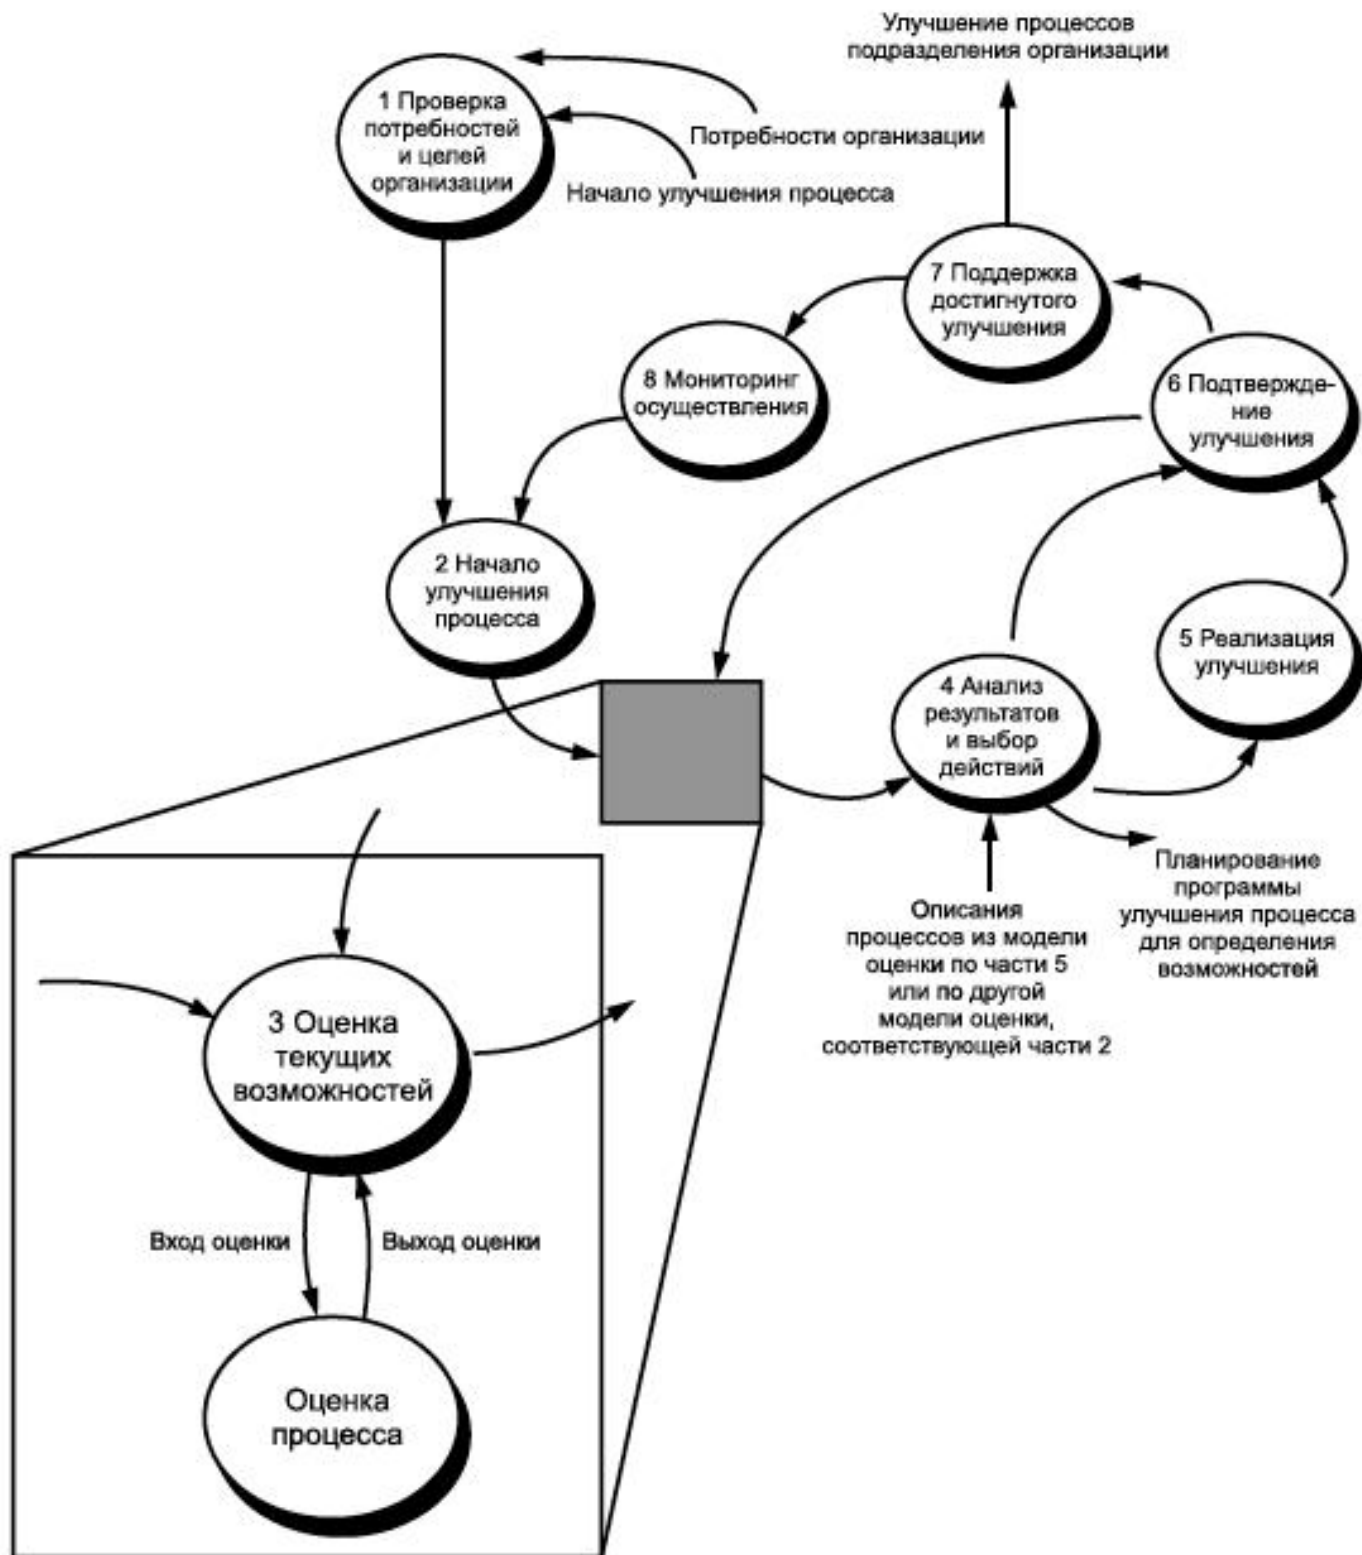 Улучшение процессов
подразделения организации
1 Проверка
потребностей
и целей
организации
Потребности организации
Начало улучшения процесса
7 Поддержка
достигнутого
улучшения
8 Мониторинг
осуществления
6 Подтвержде-
ние
улучшения
2 Начало
улучшения
процесса
5 Реализация
улучшения
4 Анализ
результатов
и выбор
действий
Планирование
программы
улучшения процесса
для определения
возможностей
Описания
процессов из модели
оценки по части 5
или по другой
модели оценки,
соответствующей части 2
3 Оценка
текущих
возможностей
Вход оценки
Выход оценки
Оценка
процесса